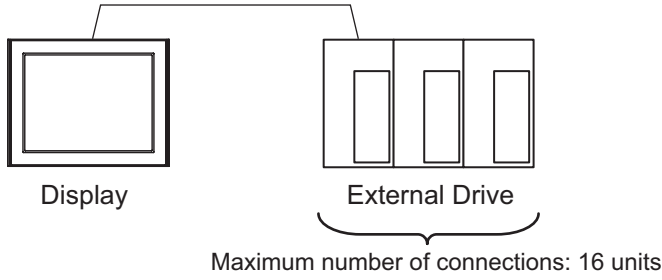 Display
External Drive
Maximum number of connections: 16 units